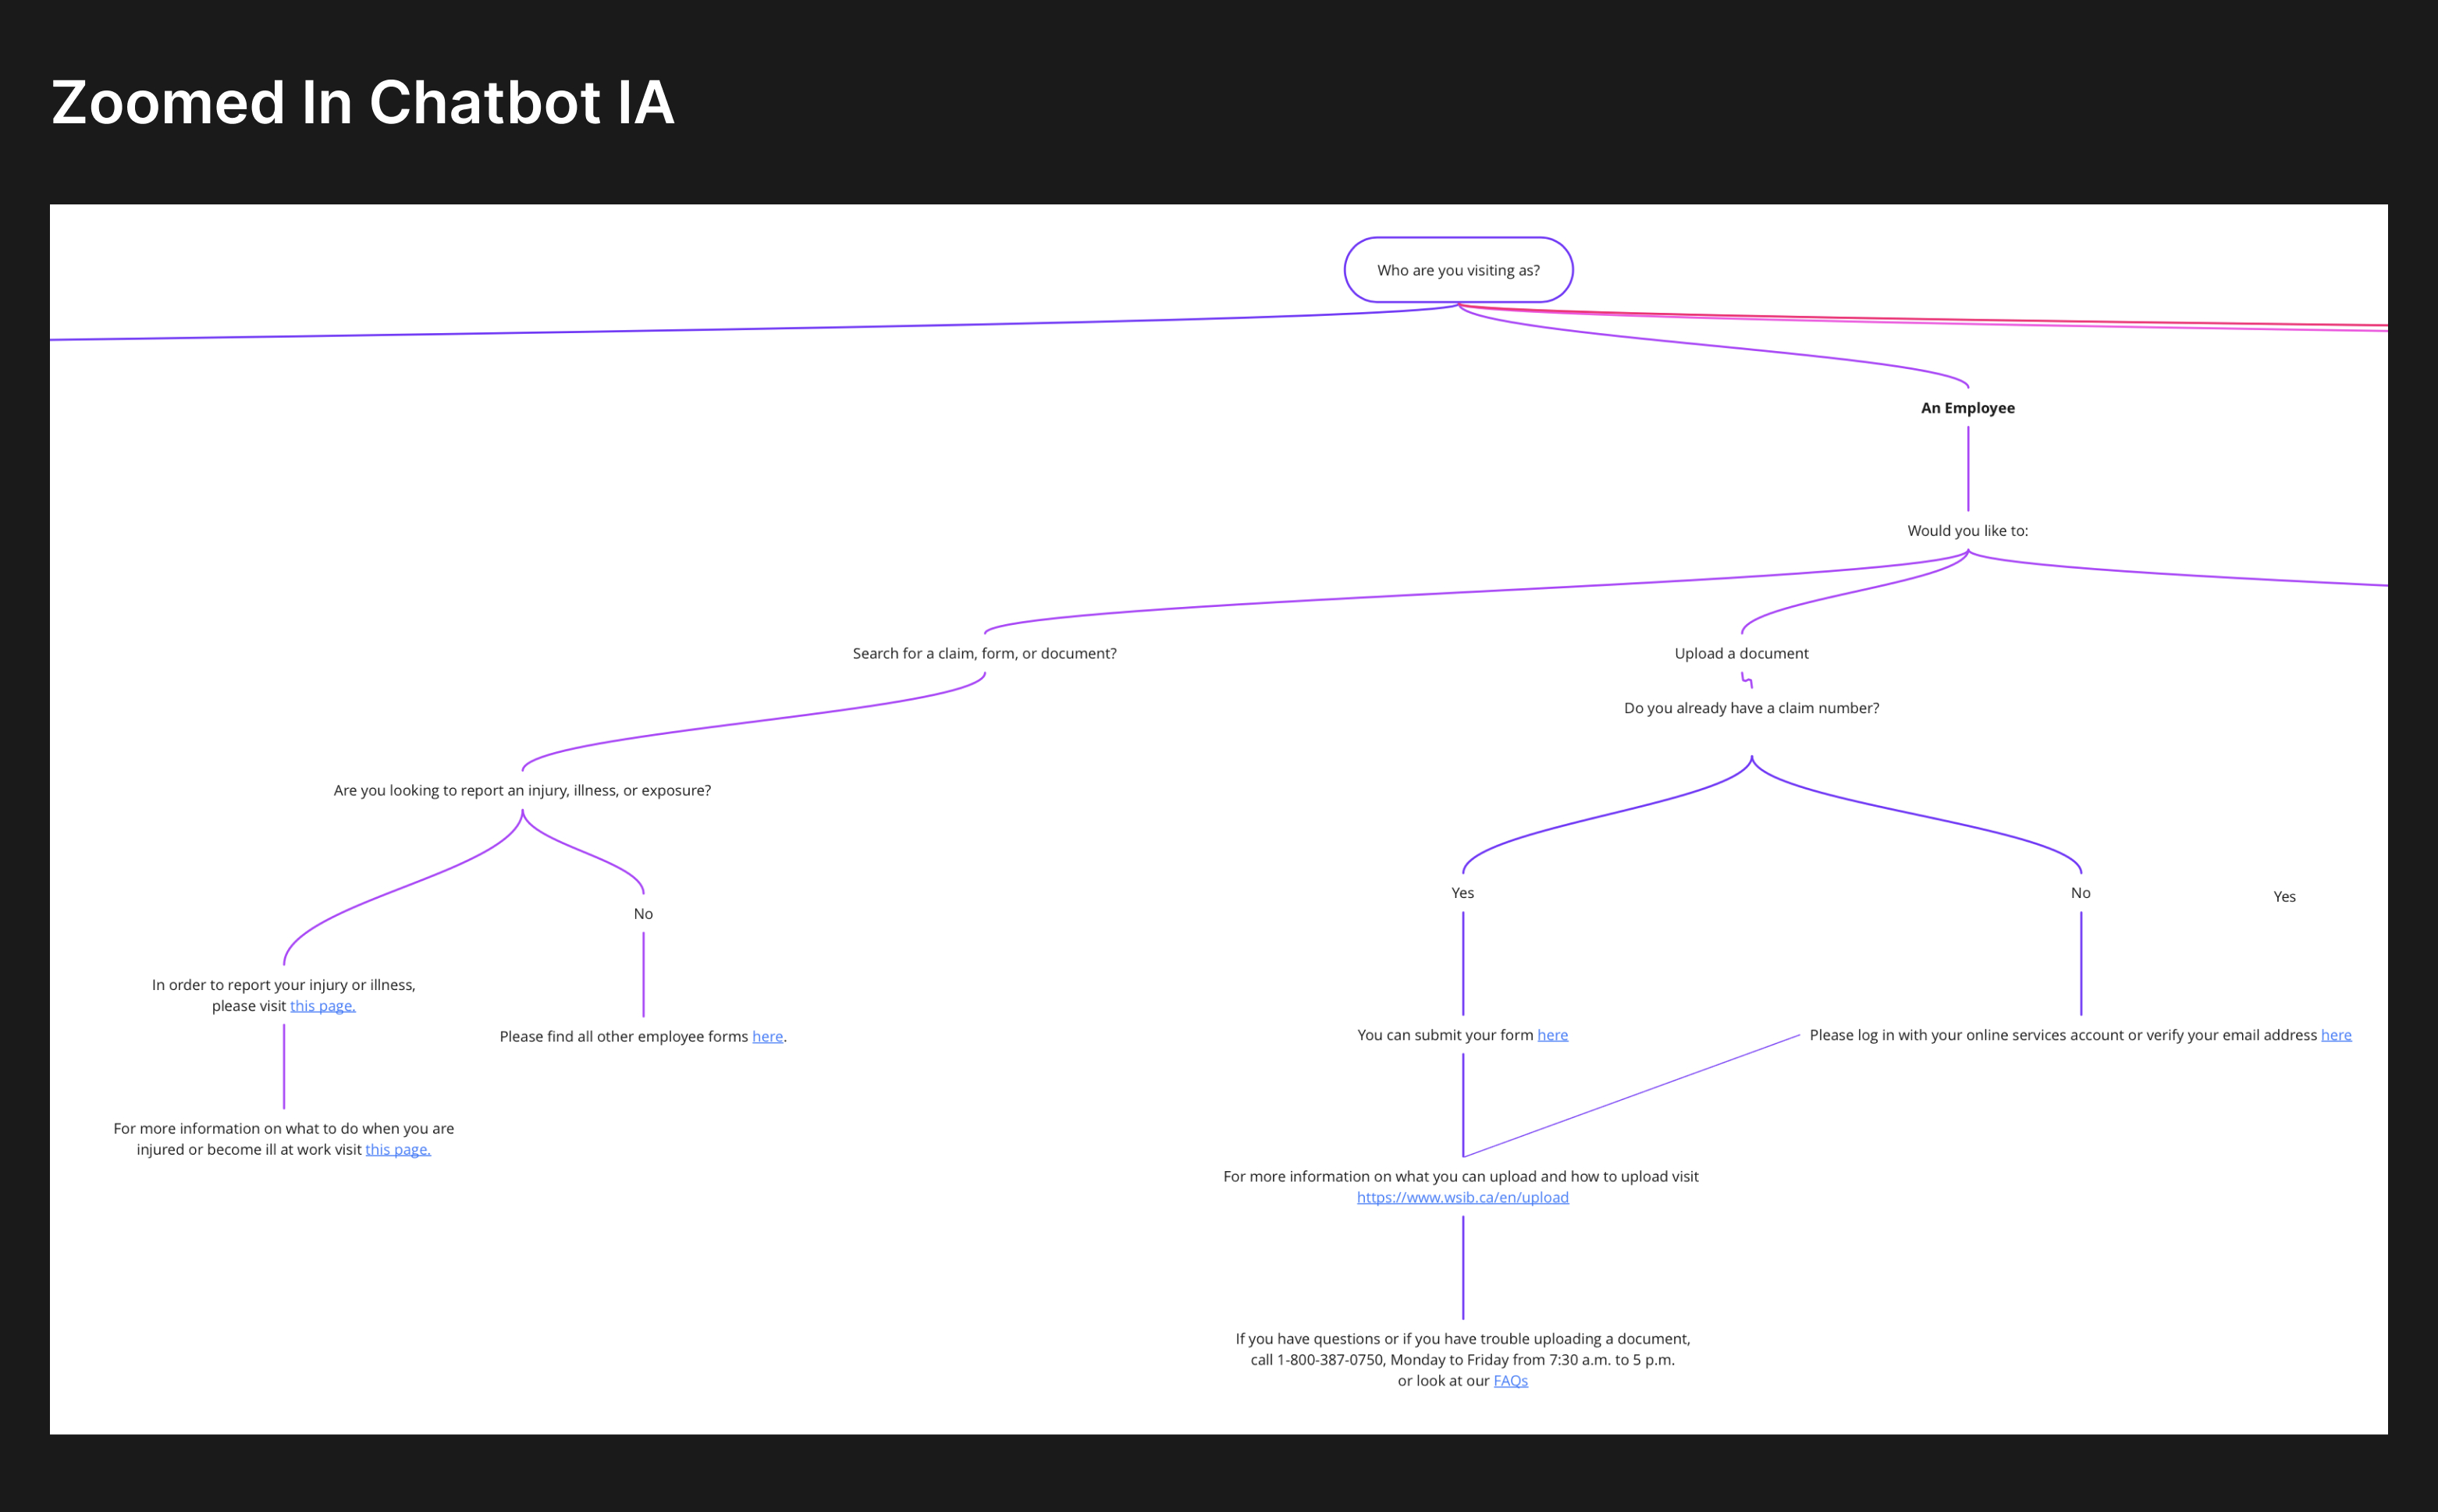 Zoomed In Chatbot IA
Who are you visiting as?
An Employee
Would you like to:
Search for a claim, form, or document?
Upload a document
Do you already have a claim number?
Are you looking to report an injury, illness, or exposure?
Yes
No
Yes
No
In order to report your injury or illness,
please visit this page.
Please find all other employee forms here.
You can submit your form here
Please log in with your online services account or verify your email address here
For more information on what to do when you are
injured or become ill at work visit this page.
For more information on what you can upload and how to upload visit
https://www.wsib.ca/en/upload
If you have questions or if you have trouble uploading a document,
call 1-800-387-0750, Monday to Friday from 7:30 a.m. to 5 p.m.
or look at our FAQs